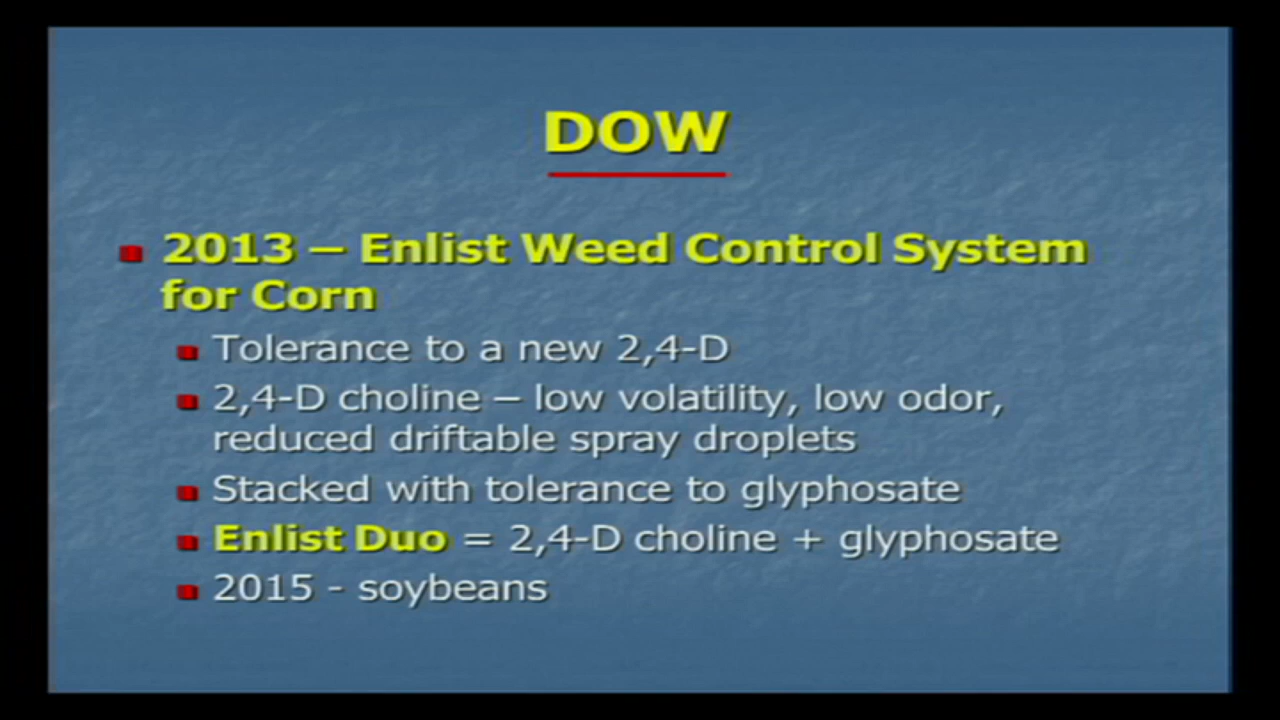 DOW
2013 – Enlist Weed Control System
for Corn
Tolerance to a new 2,4-D
2,4-D choline – low volatility, low odor,
reduced driftable spray droplets
Stacked with tolerance to glyphosate
Enlist Duo = 2,4-D choline + glyphosate
2015 - soybeans